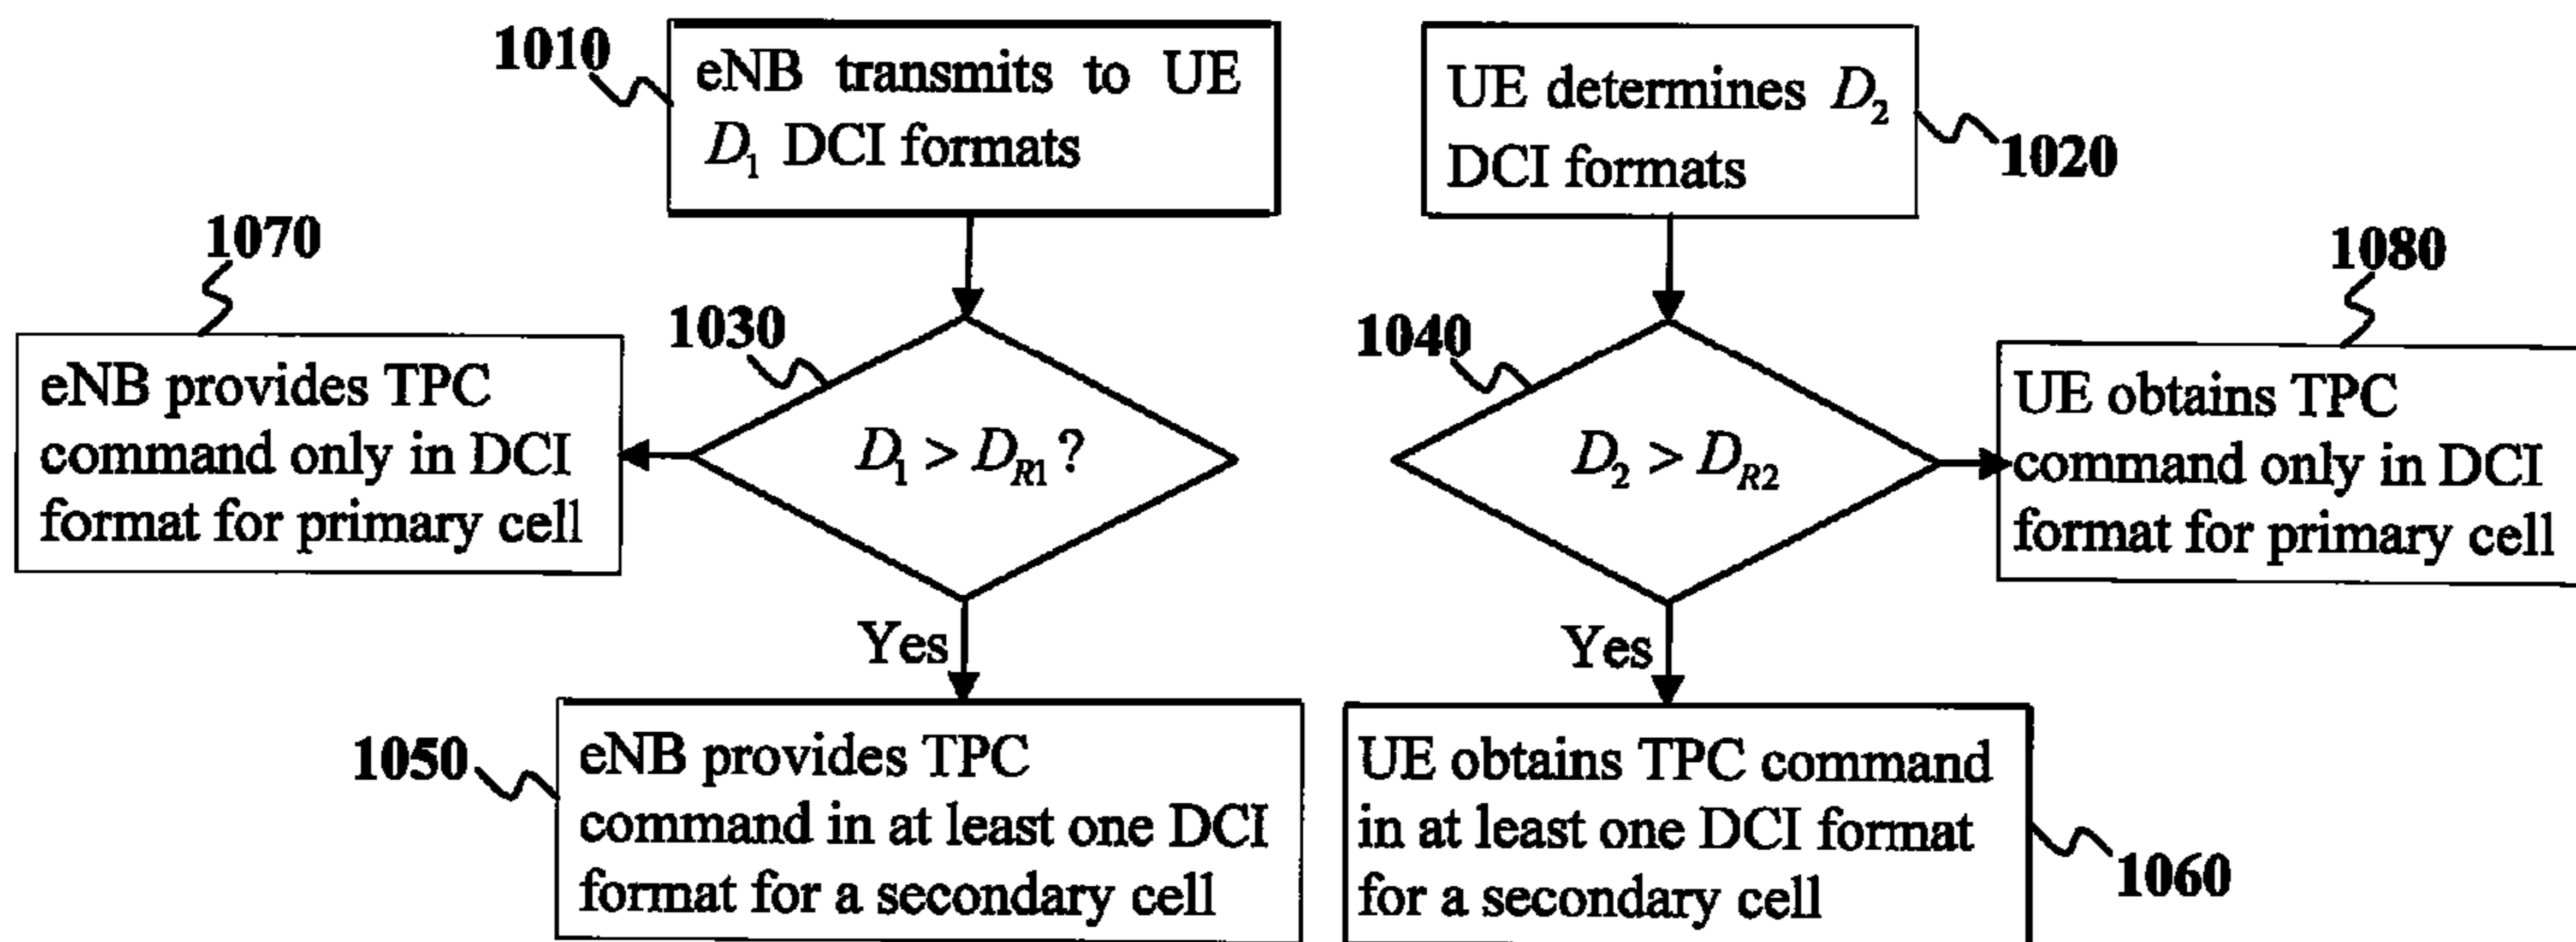 1010
eNB transmits to UE
D₁ DCI formats
UE determines D₂
DCI formats
1020
1070
1080
1030
1040
eNB provides TPC
command only in DCI
format for primary cell
D₁ > D_R1 ?
D₂ > D_R2
UE obtains TPC
command only in DCI
format for primary cell
Yes
Yes
1050
eNB provides TPC
command in at least one DCI
format for a secondary cell
UE obtains TPC command
in at least one DCI format
for a secondary cell
1060